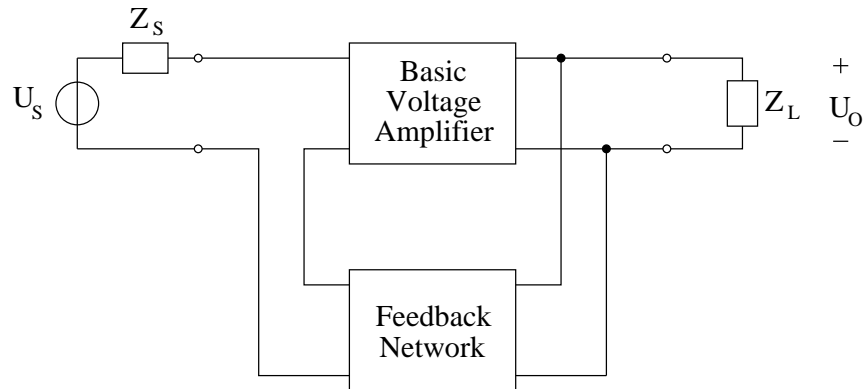 Z_S
U_S
Basic
Voltage
Amplifier
Z_L
+
U_O
−
Feedback
Network